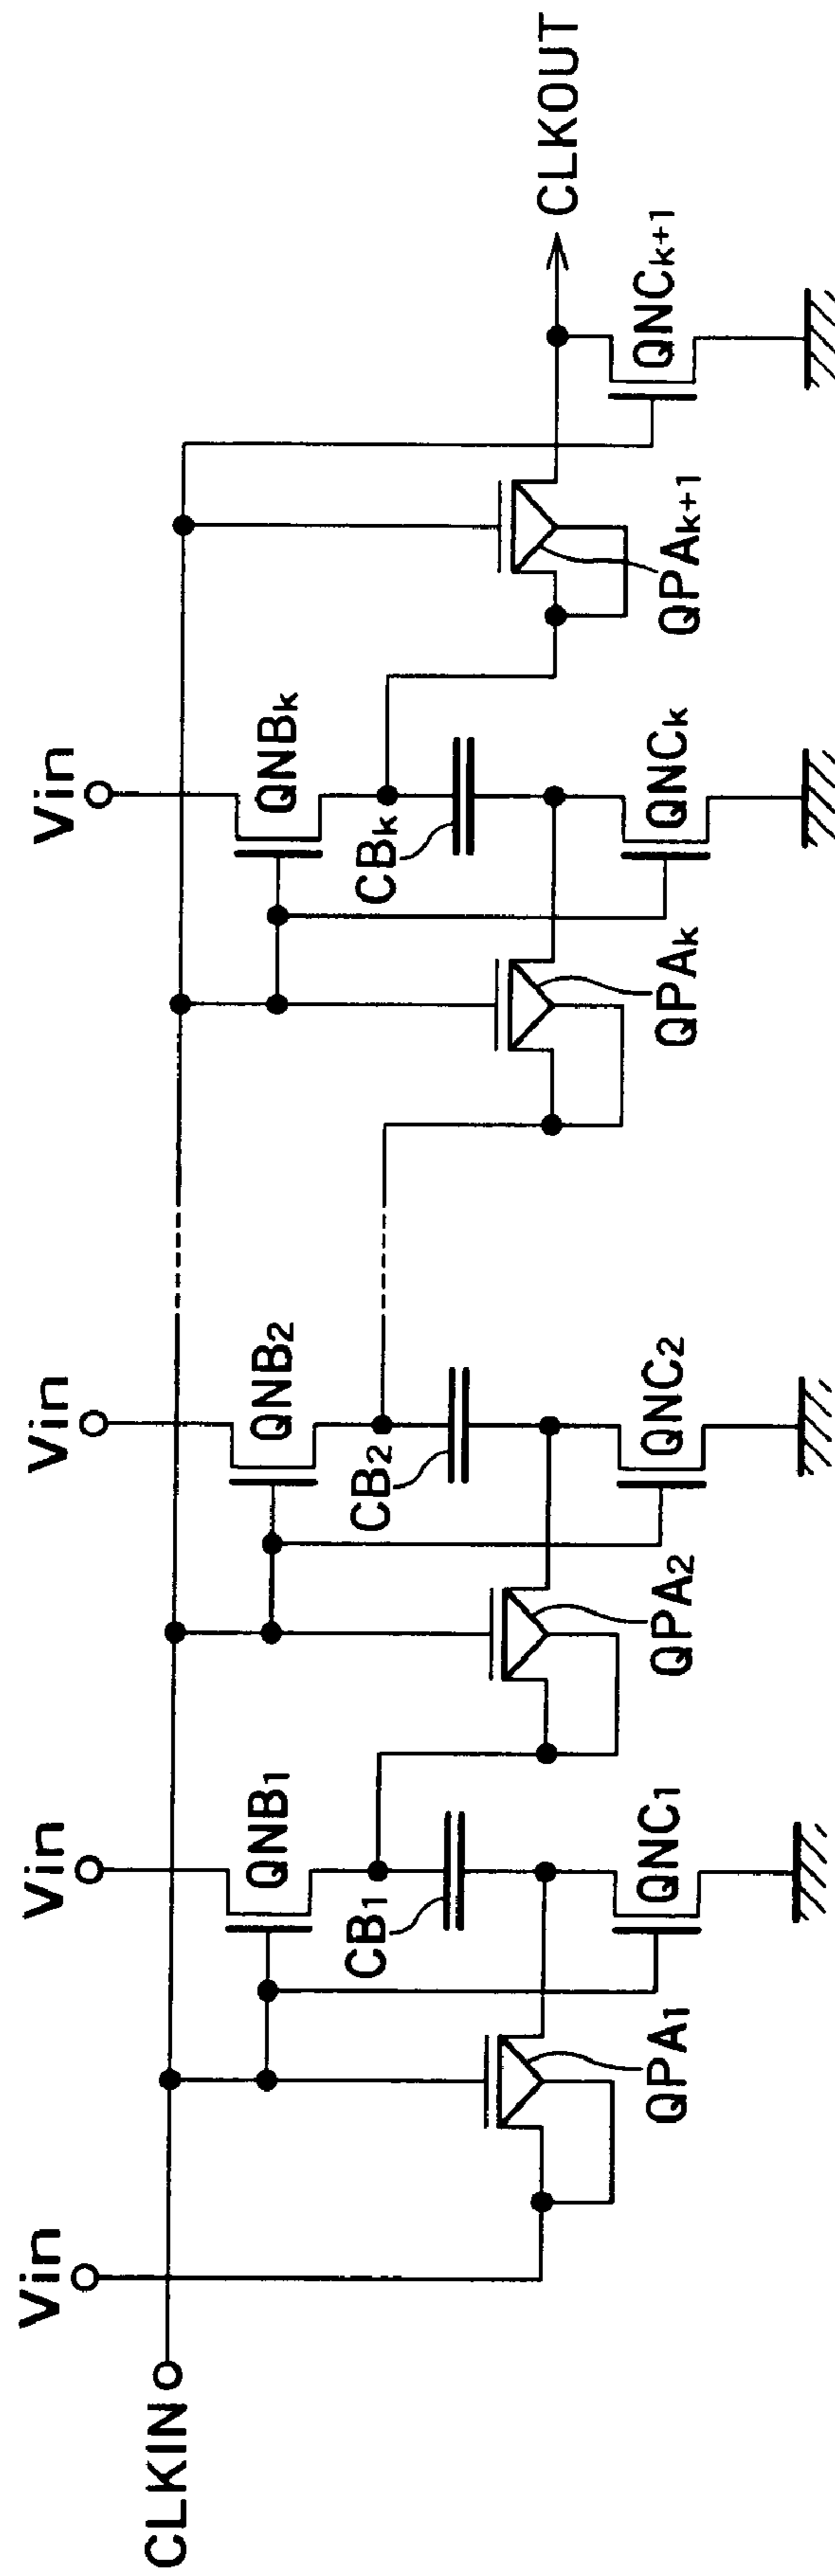 CLKIN
Vin
QPA1
Vin
QNB1
CB1
QNC1
QPA2
Vin
QNB2
CB2
QNC2
QPAk
Vin
QNBk
CBk
QNCk
QPAk+1
QNCk+1
CLKOUT